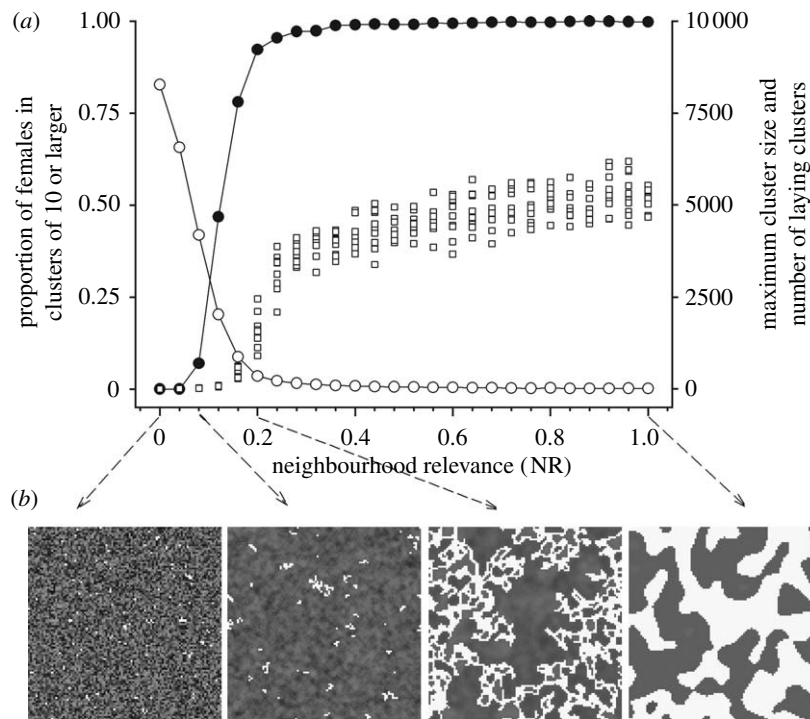 (a)
1.00
0.75
0.50
0.25
0
proportion of females in
clusters of 10 or larger
10 000
7500
5000
2500
0
maximum cluster size and
number of laying clusters
0
0.2
0.4
0.6
0.8
1.0
neighbourhood relevance (NR)
(b)